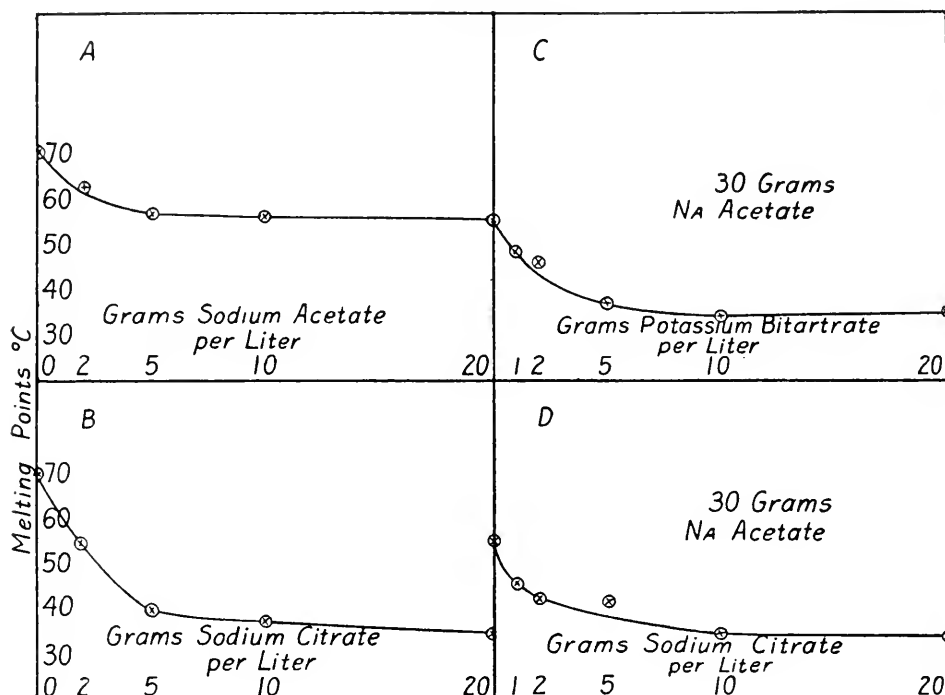 A
70
60
50
40
30
Grams Sodium Acetate
per Liter
0 2 5 10 20
C
30 Grams
NA Acetate
Grams Potassium Bitartrate
per Liter
1 2 5 10 20
Melting Points °C
B
70
60
50
40
30
Grams Sodium Citrate
per Liter
0 2 5 10 20
D
30 Grams
NA Acetate
Grams Sodium Citrate
per Liter
1 2 5 10 20